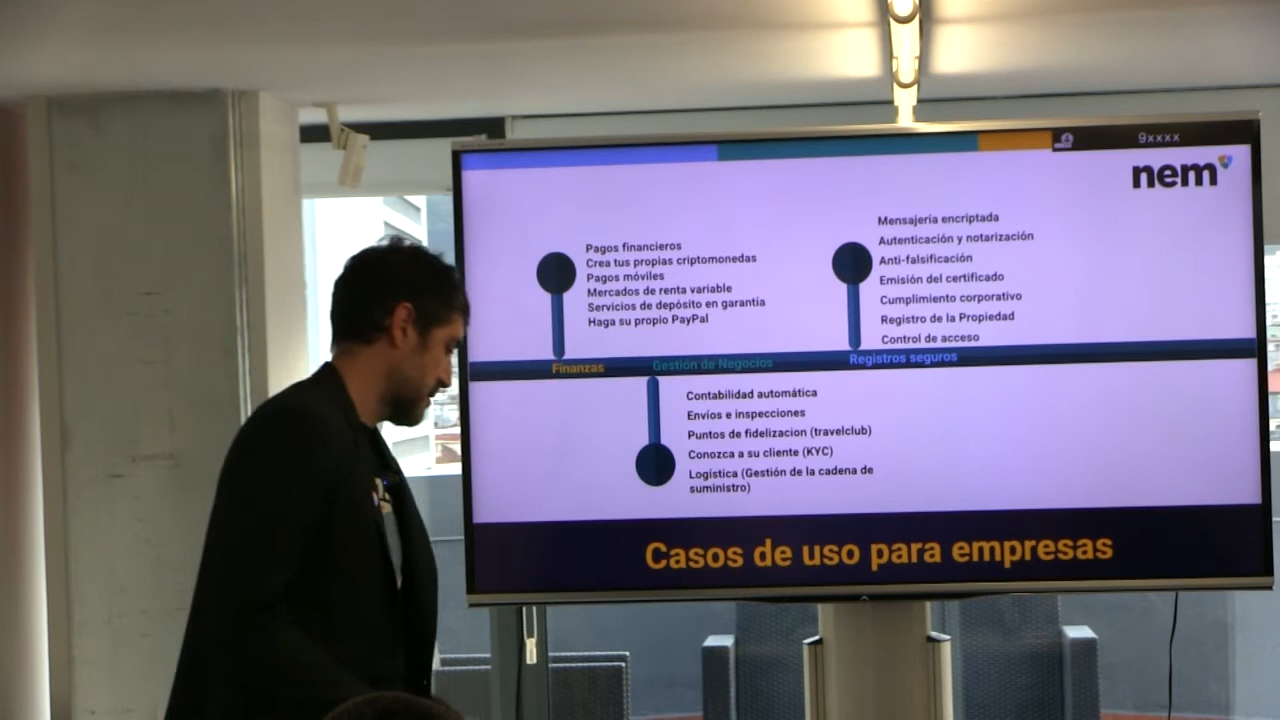 9xxxx
nem
Pagos financieros
Crea tus propias criptomonedas
Pagos móviles
Mercados de renta variable
Servicios de depósito en garantía
Haga su propio PayPal
Mensajería encriptada
Autenticación y notarización
Anti-falsificación
Emisión del certificado
Cumplimiento corporativo
Registro de la Propiedad
Control de acceso
Finanzas
Gestión de Negocios
Registros seguros
Contabilidad automática
Envíos e inspecciones
Puntos de fidelizacion (travelclub)
Conozca a su cliente (KYC)
Logística (Gestión de la cadena de
suministro)
Casos de uso para empresas